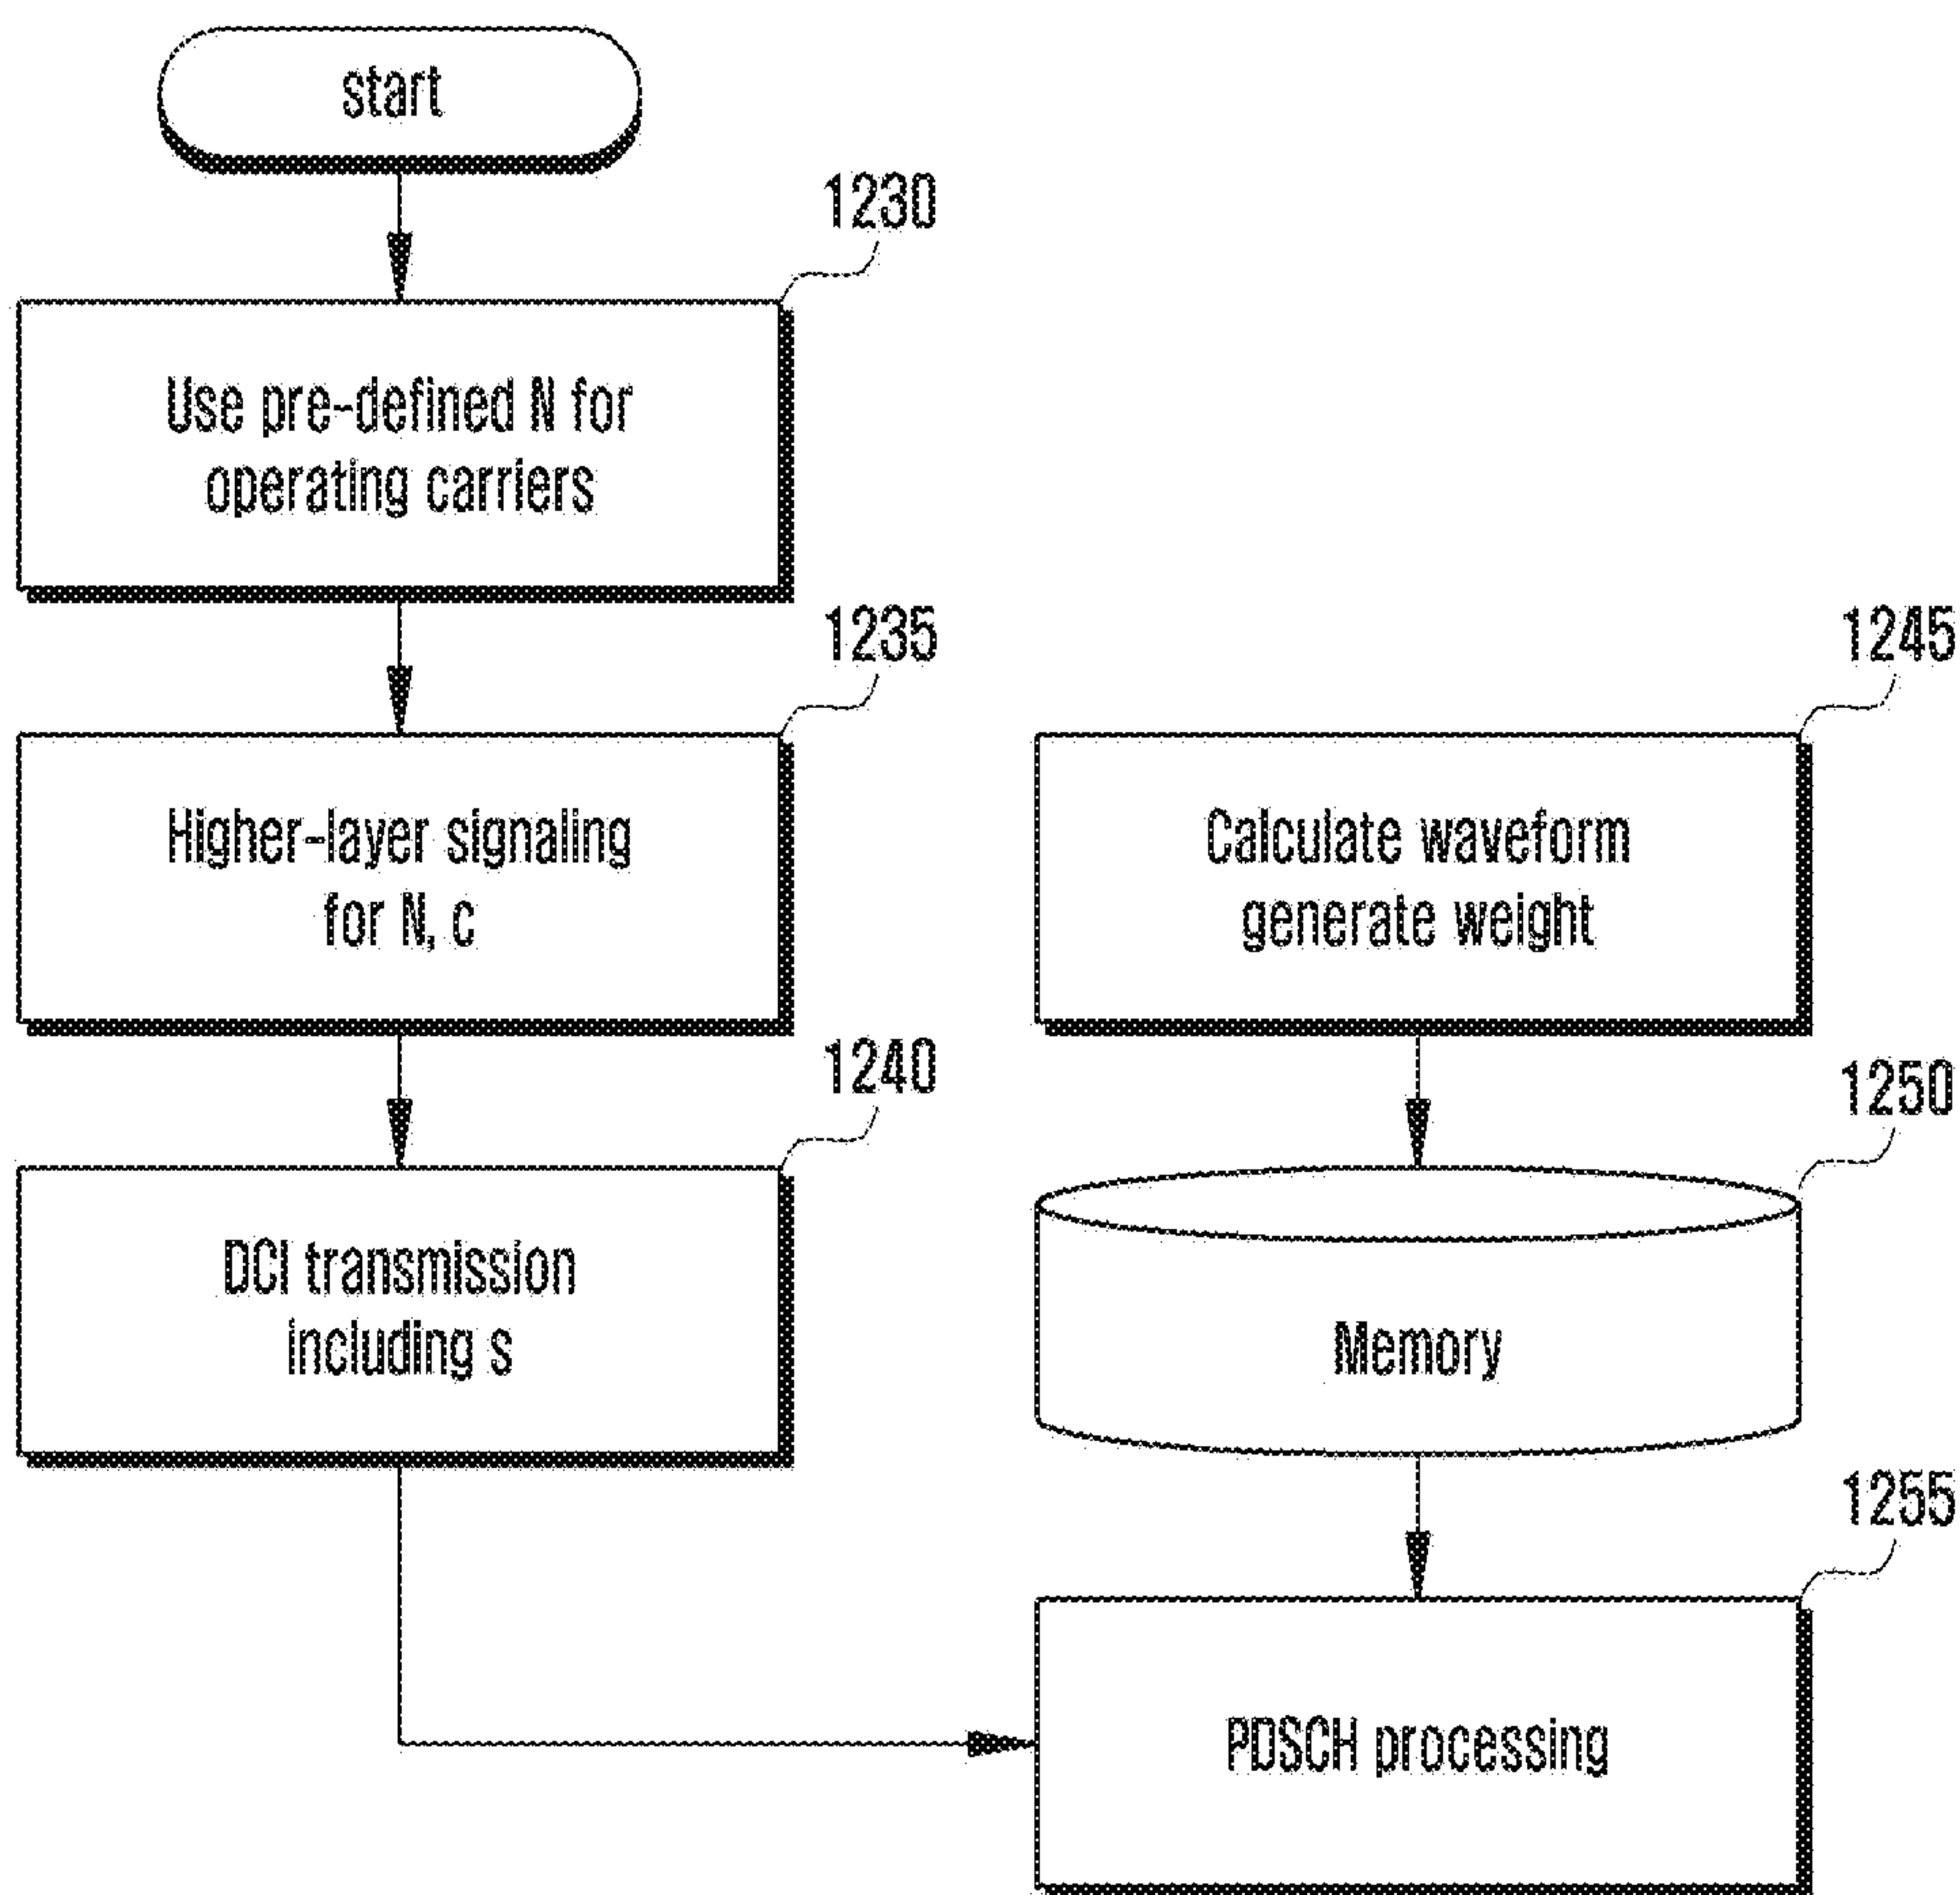 start
1230
Use pre-defined N for
operating carriers
1235
Higher-layer signaling
for N, c
1240
DCI transmission
including s
1245
Calculate waveform
generate weight
1250
Memory
1255
PDSCH processing